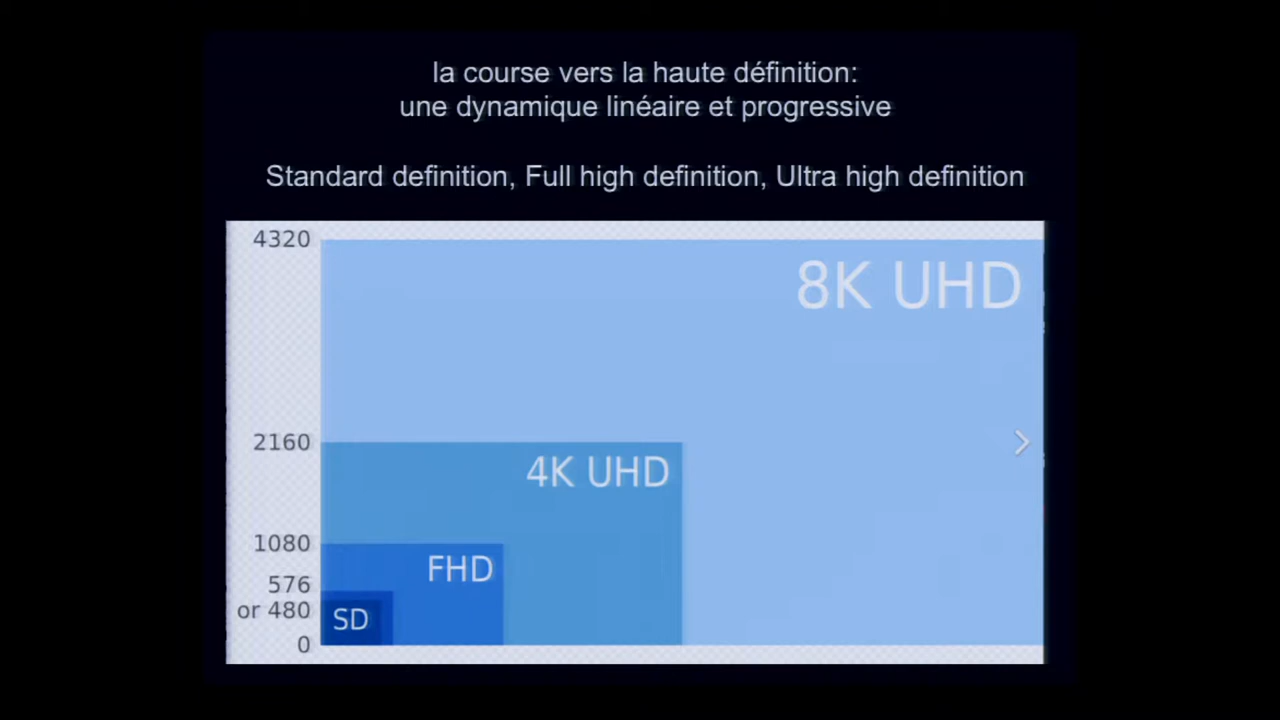 la course vers la haute définition:
une dynamique linéaire et progressive
Standard definition, Full high definition, Ultra high definition
4320
8K UHD
2160
4K UHD
1080
FHD
576
or 480
SD
0